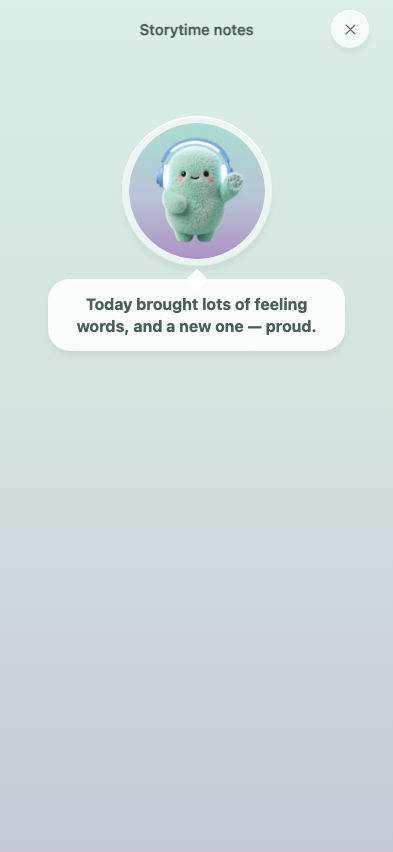 Storytime notes
Today brought lots of feeling
words, and a new one — proud.